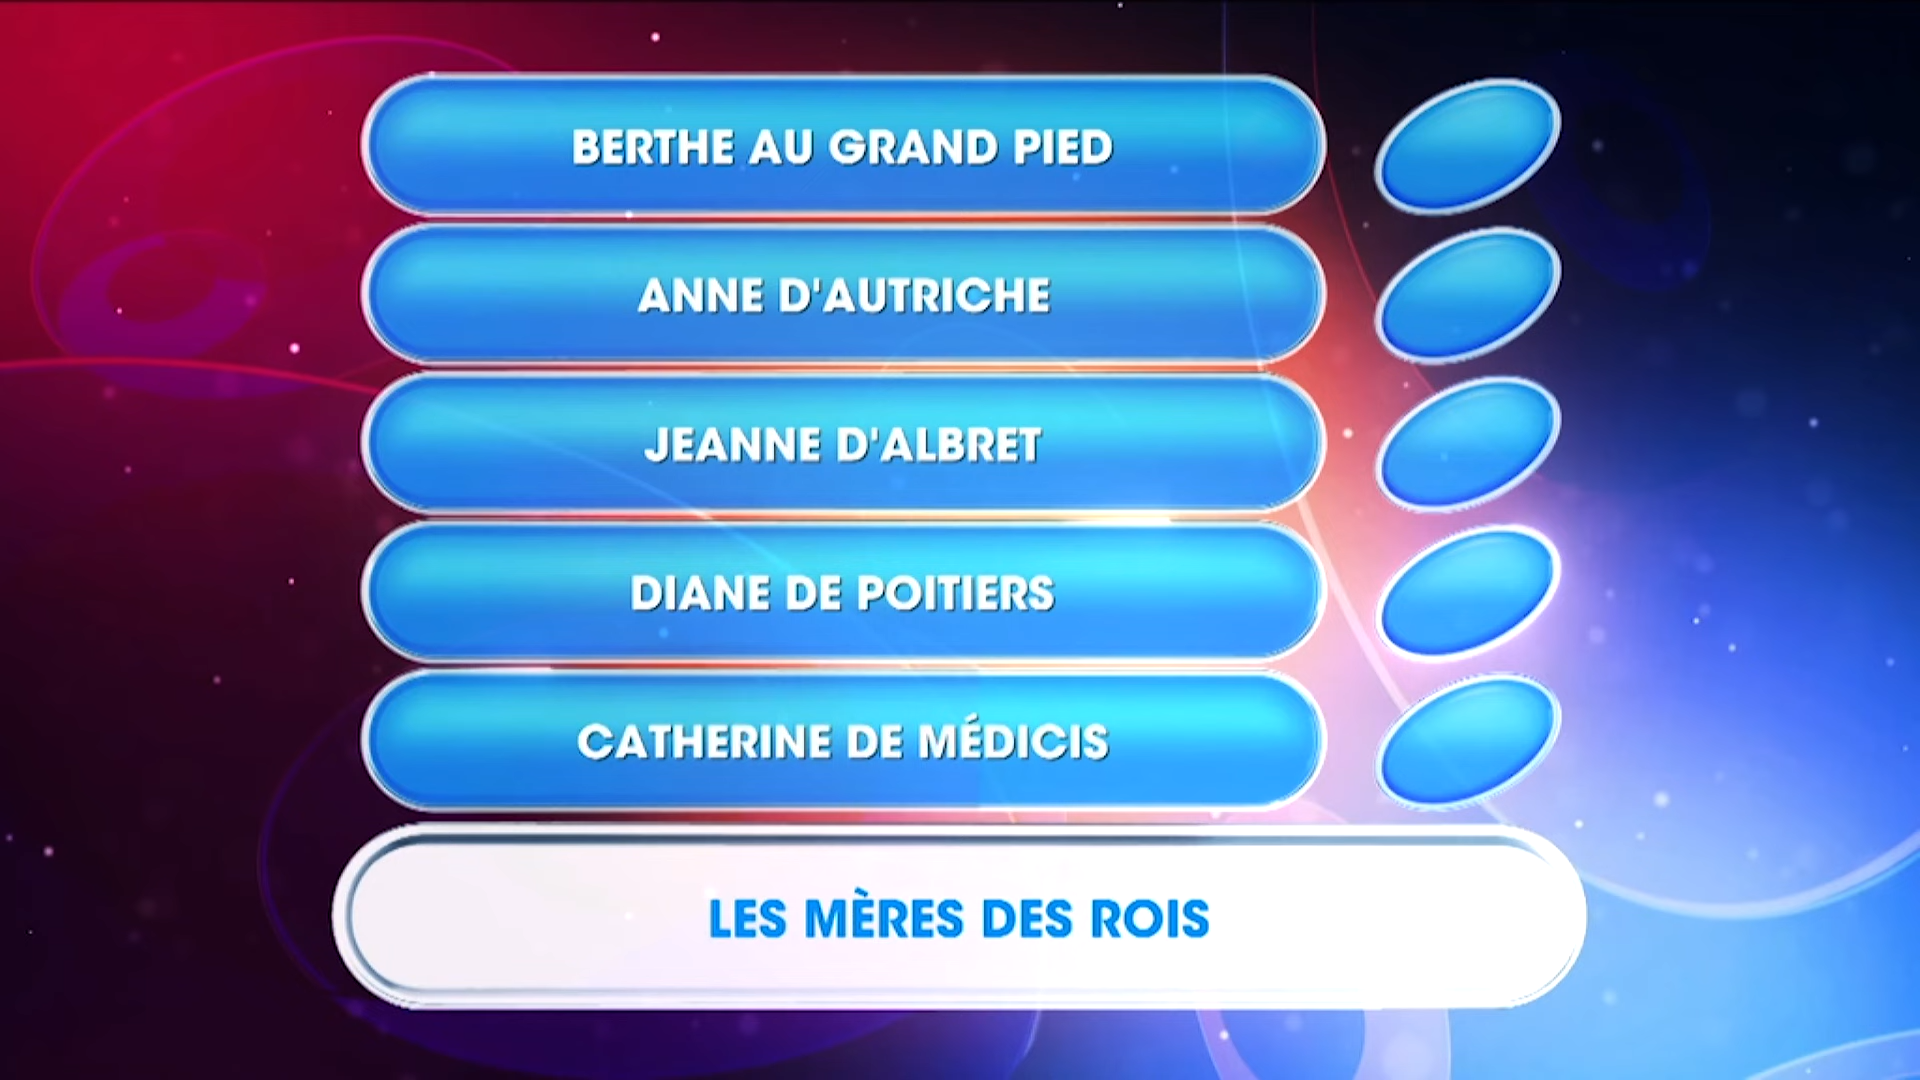 BERTHE AU GRAND PIED
ANNE D'AUTRICHE
JEANNE D'ALBRET
DIANE DE POITIERS
CATHERINE DE MÉDICIS
LES MÈRES DES ROIS